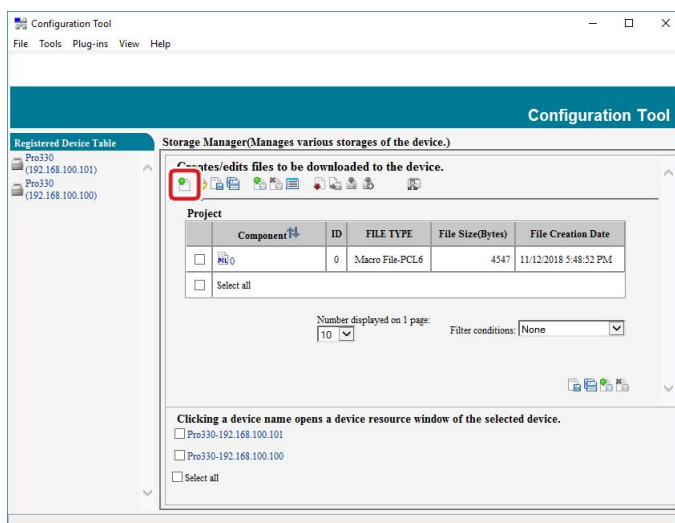 Configuration Tool
File Tools Plug-ins View Help
Configuration Tool
Registered Device Table
Pro330
(192.168.100.101)
Pro330
(192.168.100.100)
Storage Manager(Manages various storages of the device.)
Creates/edits files to be downloaded to the device.
Project
Component ID FILE TYPE File Size(Bytes) File Creation Date
PCL 0 0 Macro File-PCL6 4547 11/12/2018 5:48:52 PM
Select all
Number displayed on 1 page:
10
Filter conditions: None
Clicking a device name opens a device resource window of the selected device.
Pro330-192.168.100.101
Pro330-192.168.100.100
Select all